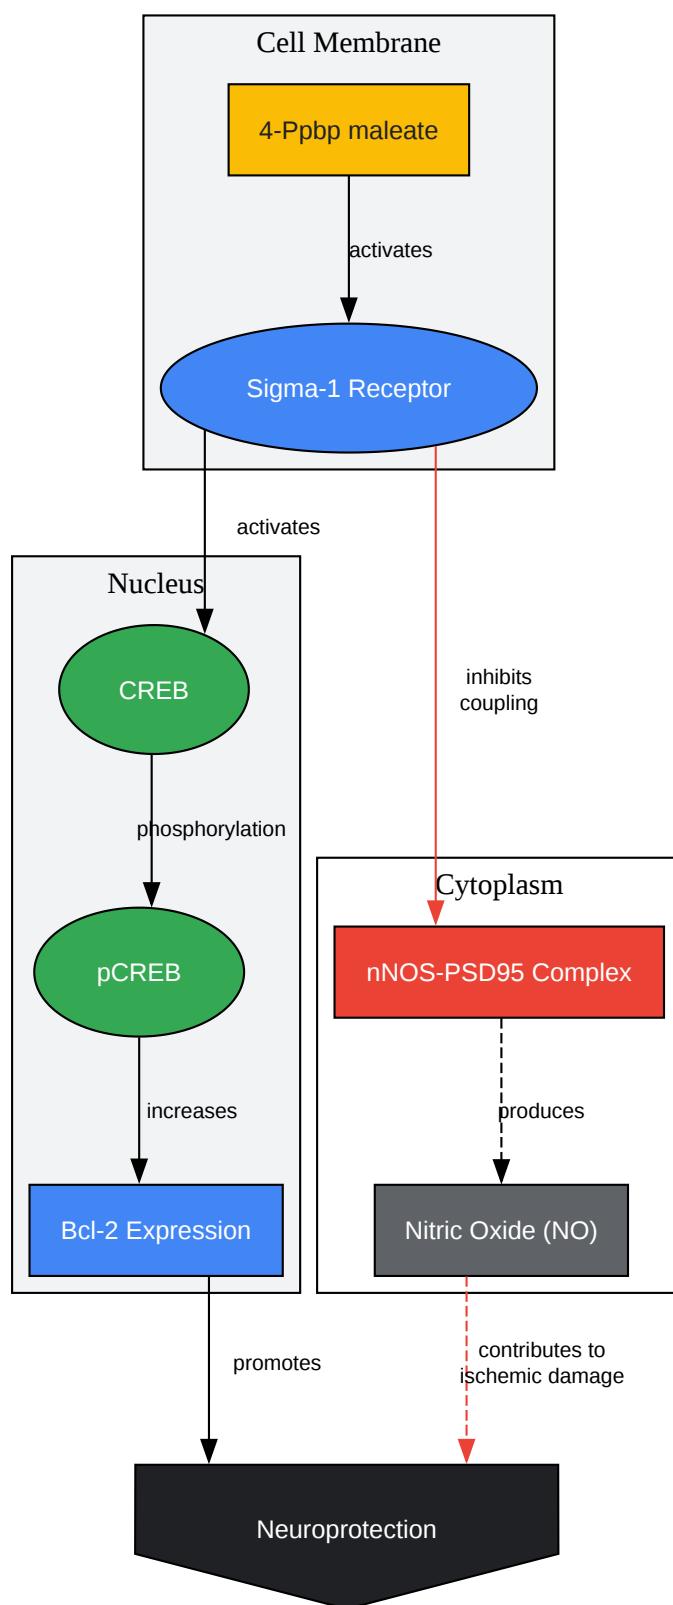 Cell Membrane
4-Ppbp maleate
activates
Sigma-1 Receptor
activates
Nucleus
CREB
inhibits
coupling
phosphorylation
Cytoplasm
pCREB
nNOS-PSD95 Complex
increases
produces
Bcl-2 Expression
Nitric Oxide (NO)
promotes
contributes to
ischemic damage
Neuroprotection